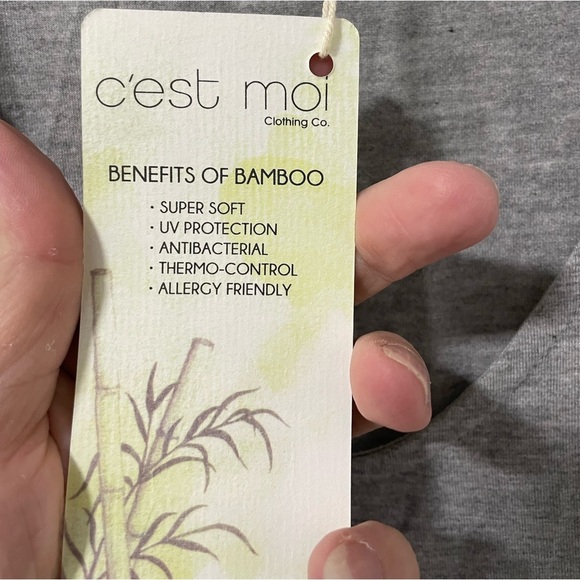 c'est moi
Clothing Co.
BENEFITS OF BAMBOO
· SUPER SOFT
· UV PROTECTION
· ANTIBACTERIAL
· THERMO-CONTROL
· ALLERGY FRIENDLY